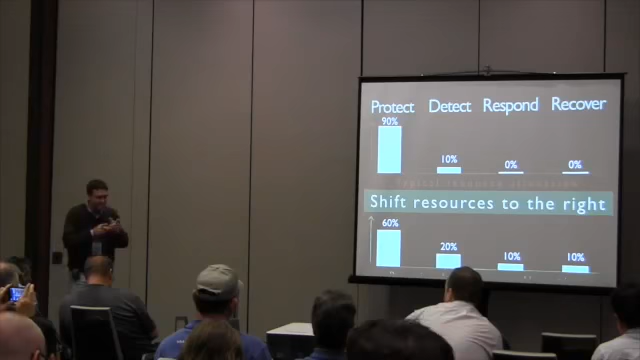 Protect Detect Respond Recover
90%
10% 0% 0%
Shift resources to the right
60%
20% 10% 10%